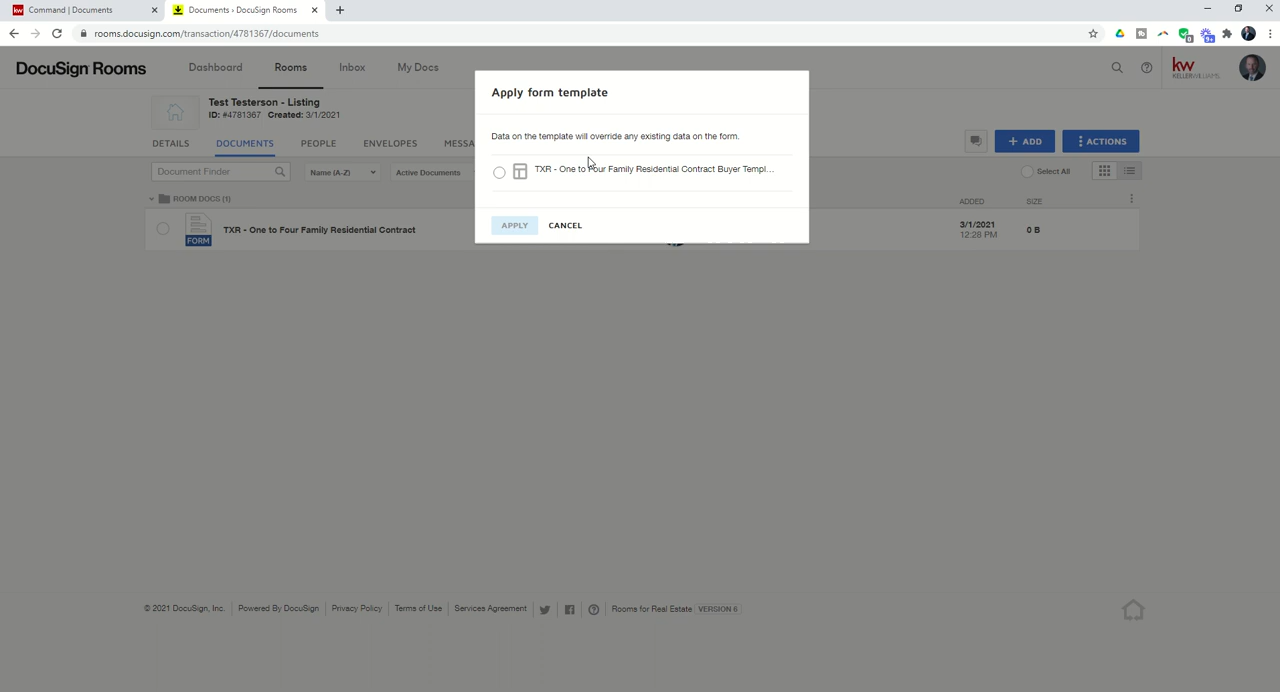 Command | Documents
Documents › DocuSign Rooms
rooms.docusign.com/transaction/4781367/documents
DocuSign Rooms
Dashboard
Rooms
Inbox
My Docs
kw
KELLERWILLIAMS.
Test Testerson - Listing
ID: #4781367 Created: 3/1/2021
DETAILS
DOCUMENTS
PEOPLE
ENVELOPES
MESSA
ADD
ACTIONS
Document Finder
Name (A-Z)
Active Documents
Select All
ROOM DOCS (1)
ADDED
SIZE
FORM
TXR - One to Four Family Residential Contract
3/1/2021
12:28 PM
0 B
Apply form template
Data on the template will override any existing data on the form.
TXR - One to Four Family Residential Contract Buyer Templ...
APPLY
CANCEL
© 2021 DocuSign, Inc.
Powered By DocuSign
Privacy Policy
Terms of Use
Services Agreement
Rooms for Real Estate
VERSION 6